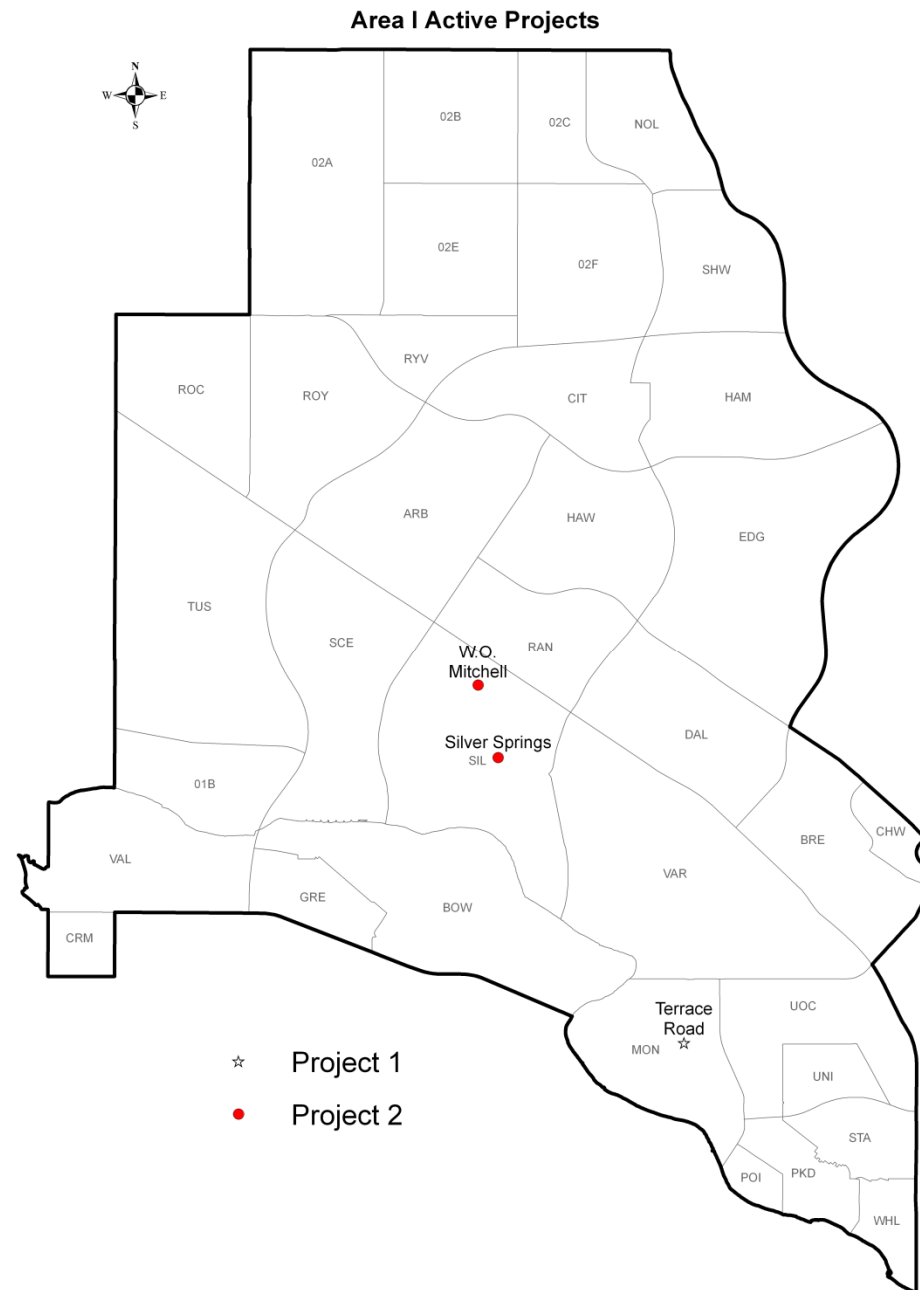 Area I Active Projects
N
W E
S
02B
02C
NOL
02A
02E
02F
SHW
RYV
ROC
ROY
CIT
HAM
ARB
HAW
EDG
TUS
SCE
RAN
W.O.
Mitchell
DAL
Silver Springs
SIL
01B
CHW
BRE
VAL
VAR
GRE
BOW
CRM
Terrace
Road
UOC
MON
UNI
STA
POI
PKD
WHL
Project 1
Project 2